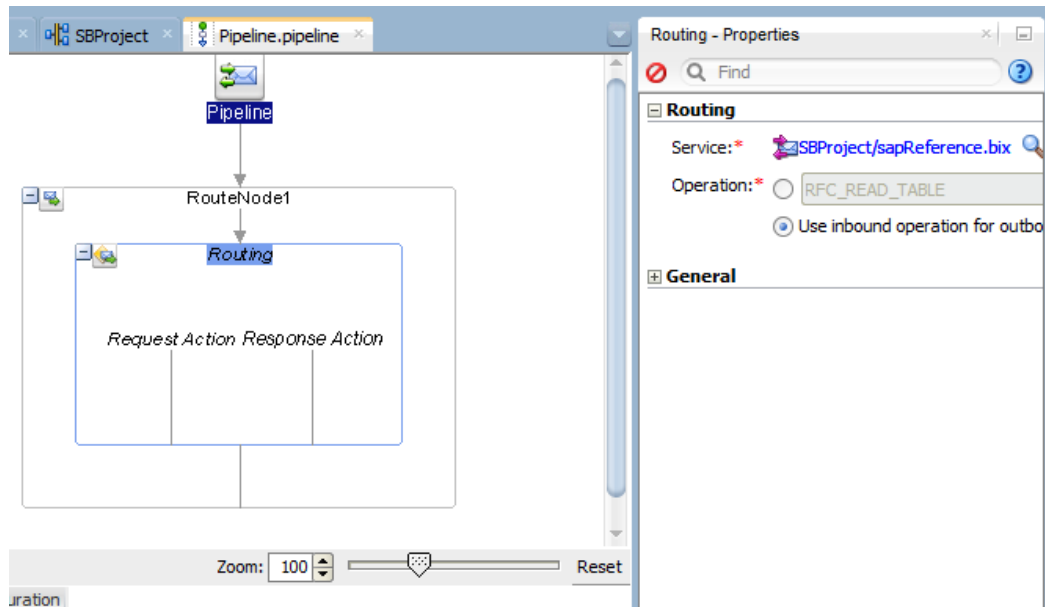 SBProject
Pipeline.pipeline
Routing - Properties
Find
Pipeline
RouteNode1
Routing
Request Action Response Action
Routing
Service:* SBProject/sapReference.bix
Operation:* RFC_READ_TABLE
Use inbound operation for outbo
General
Zoom: 100 Reset
uration